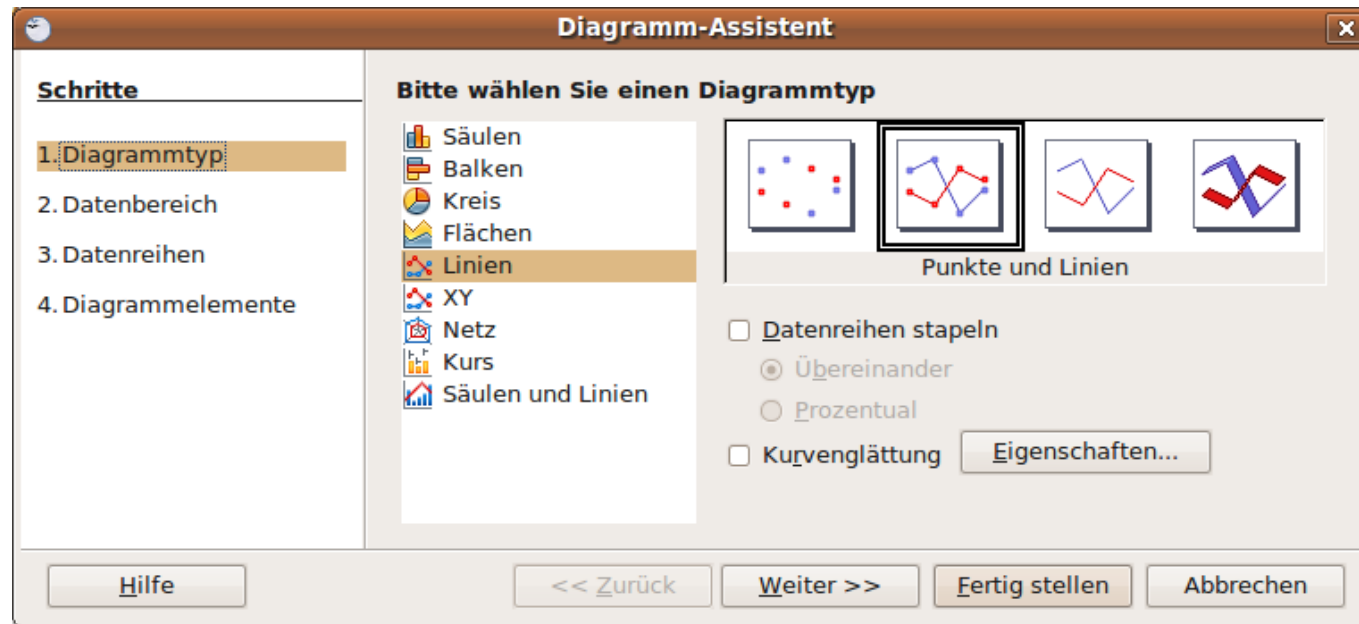 Diagramm-Assistent
Schritte
1. Diagrammtyp
2. Datenbereich
3. Datenreihen
4. Diagrammelemente
Bitte wählen Sie einen Diagrammtyp
Säulen
Balken
Kreis
Flächen
Linien
XY
Netz
Kurs
Säulen und Linien
Punkte und Linien
Datenreihen stapeln
Übereinander
Prozentual
Kurvenglättung
Eigenschaften...
Hilfe
<< Zurück
Weiter >>
Fertig stellen
Abbrechen